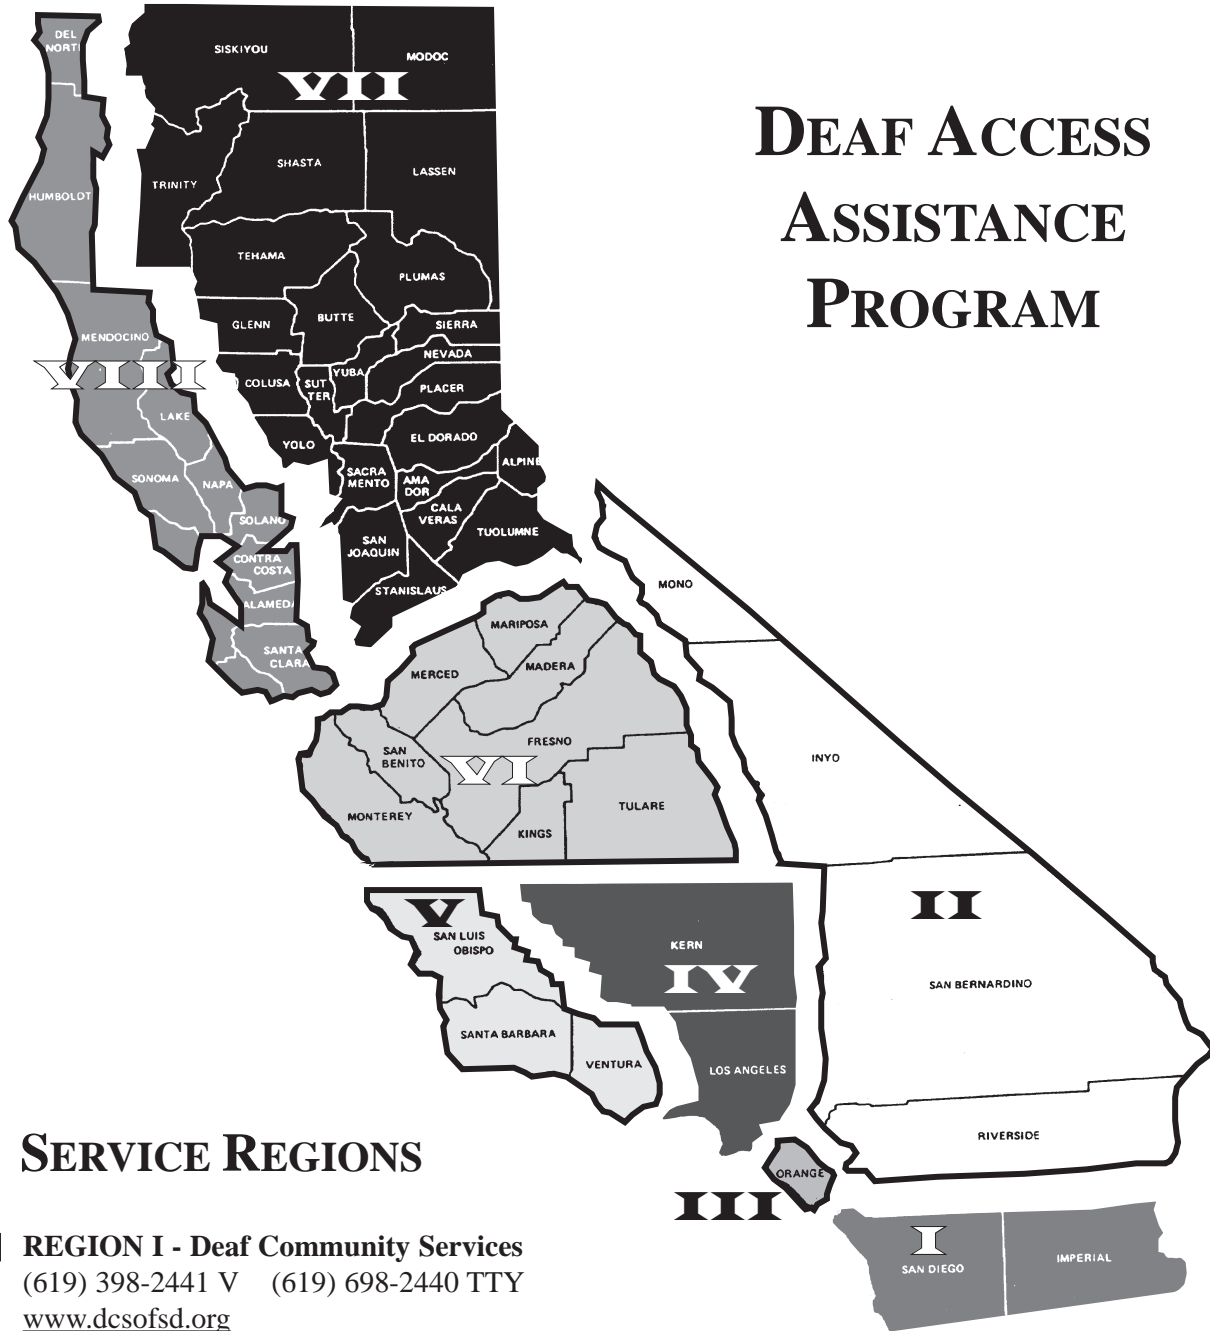 DEAF ACCESS
ASSISTANCE
PROGRAM
DEL
NORTE
SISKIYOU
MODOC
VII
HUMBOLDT
TRINITY
SHASTA
LASSEN
TEHAMA
PLUMAS
MENDOCINO
GLENN
BUTTE
SIERRA
NEVADA
VIII
COLUSA
SUT
TER
YUBA
PLACER
LAKE
YOLO
EL DORADO
ALPINE
SONOMA
NAPA
SACRA
MENTO
AMA
DOR
SOLANO
CALA
VERAS
TUOLUMNE
SAN
JOAQUIN
CONTRA
COSTA
STANISLAUS
ALAMEDA
MONO
SANTA
CLARA
MARIPOSA
MERCED
MADERA
FRESNO
SAN
BENITO
VI
INYO
MONTEREY
KINGS
TULARE
V
SAN LUIS
OBISPO
KERN
IV
II
SAN BERNARDINO
SANTA BARBARA
VENTURA
LOS ANGELES
RIVERSIDE
ORANGE
III
I
SAN DIEGO
IMPERIAL
SERVICE REGIONS
REGION I - Deaf Community Services
(619) 398-2441 V (619) 698-2440 TTY
www.dcsofsd.org